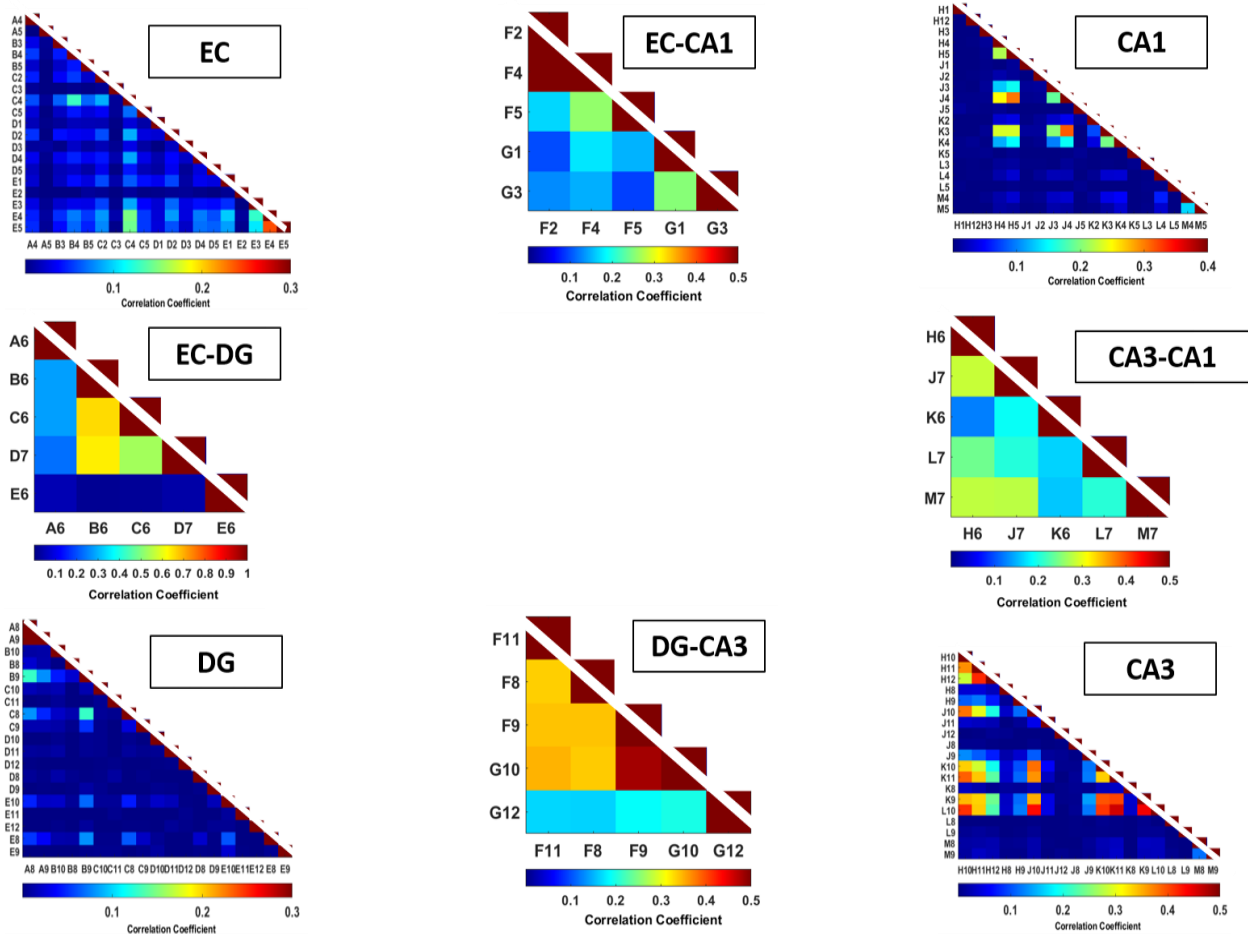 EC
A4
A5
B3
B4
B5
C2
C3
C4
C5
D1
D2
D3
D4
D5
E1
E2
E3
E4
E5
A4 A5 B3 B4 B5 C2 C3 C4 C5 D1 D2 D3 D4 D5 E1 E2 E3 E4 E5
0.1 0.2 0.3
Correlation Coefficient
EC-CA1
F2
F4
F5
G1
G3
F2 F4 F5 G1 G3
0.1 0.2 0.3 0.4 0.5
Correlation Coefficient
CA1
H1
H12
H3
H4
H5
J1
J2
J3
J4
J5
K2
K3
K4
K5
L3
L4
L5
M4
M5
H1H12H3 H4 H5 J1 J2 J3 J4 J5 K2 K3 K4 K5 L3 L4 L5 M4M5
0.1 0.2 0.3 0.4
Correlation Coefficient
EC-DG
A6
B6
C6
D7
E6
A6 B6 C6 D7 E6
0.1 0.2 0.3 0.4 0.5 0.6 0.7 0.8 0.9 1
Correlation Coefficient
CA3-CA1
H6
J7
K6
L7
M7
H6 J7 K6 L7 M7
0.1 0.2 0.3 0.4 0.5
Correlation Coefficient
DG
A8
A9
B10
B8
B9
C10
C11
C8
C9
D10
D11
D12
D8
D9
E10
E11
E12
E8
E9
A8 A9 B10 B8 B9 C10C11 C8 C9 D10D11D12 D8 D9 E10E11E12 E8 E9
0.1 0.2 0.3
Correlation Coefficient
DG-CA3
F11
F8
F9
G10
G12
F11 F8 F9 G10 G12
0.1 0.2 0.3 0.4 0.5
Correlation Coefficient
CA3
H10
H11
H12
H8
H9
J10
J11
J12
J8
J9
K10
K11
K8
K9
L10
L8
L9
M8
M9
H10H11H12 H8 H9 J10J11J12 J8 J9 K10K11 K8 K9 L10 L8 L9 M8 M9
0.1 0.2 0.3 0.4 0.5
Correlation Coefficient